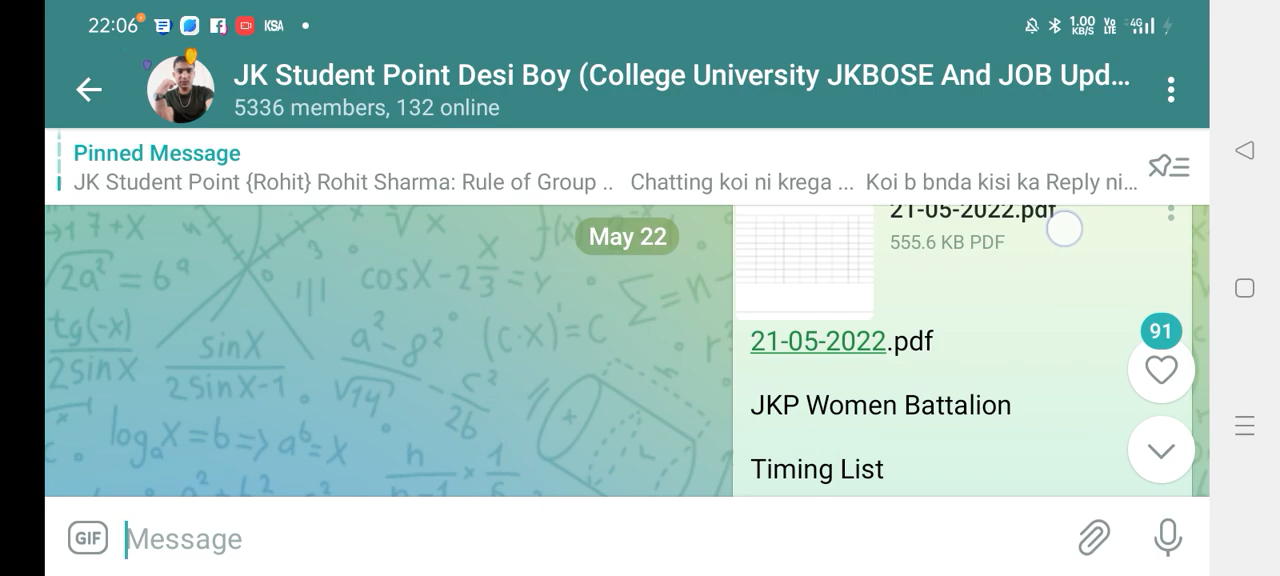 22:06 KSA 1.00 KB/S Vo LTE 4G
JK Student Point Desi Boy (College University JKBOSE And JOB Upd...
5336 members, 132 online
Pinned Message
JK Student Point {Rohit} Rohit Sharma: Rule of Group .. Chatting koi ni krega ... Koi b bnda kisi ka Reply ni...
May 22
21-05-2022.pdf
555.6 KB PDF
21-05-2022.pdf
91
JKP Women Battalion
Timing List
GIF Message